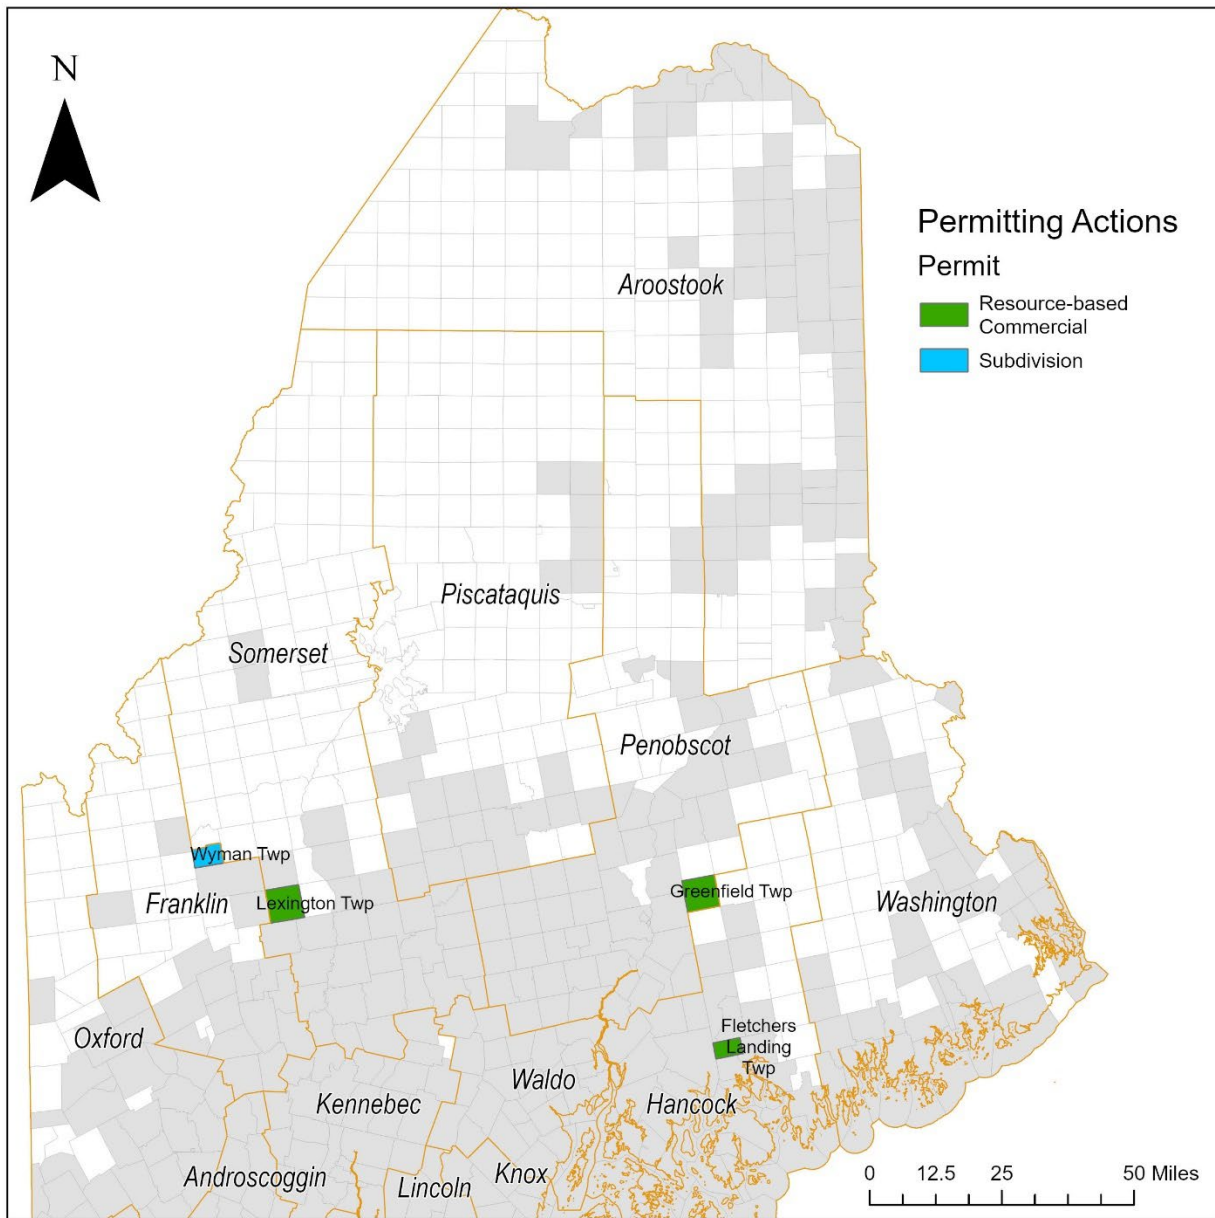 N
Permitting Actions
Permit
Resource-based
Commercial
Subdivision
Aroostook
Piscataquis
Somerset
Penobscot
Wyman Twp
Franklin
Lexington Twp
Greenfield Twp
Washington
Oxford
Fletchers
Landing
Twp
Waldo
Kennebec
Hancock
Androscoggin
Lincoln
Knox
0 12.5 25 50 Miles